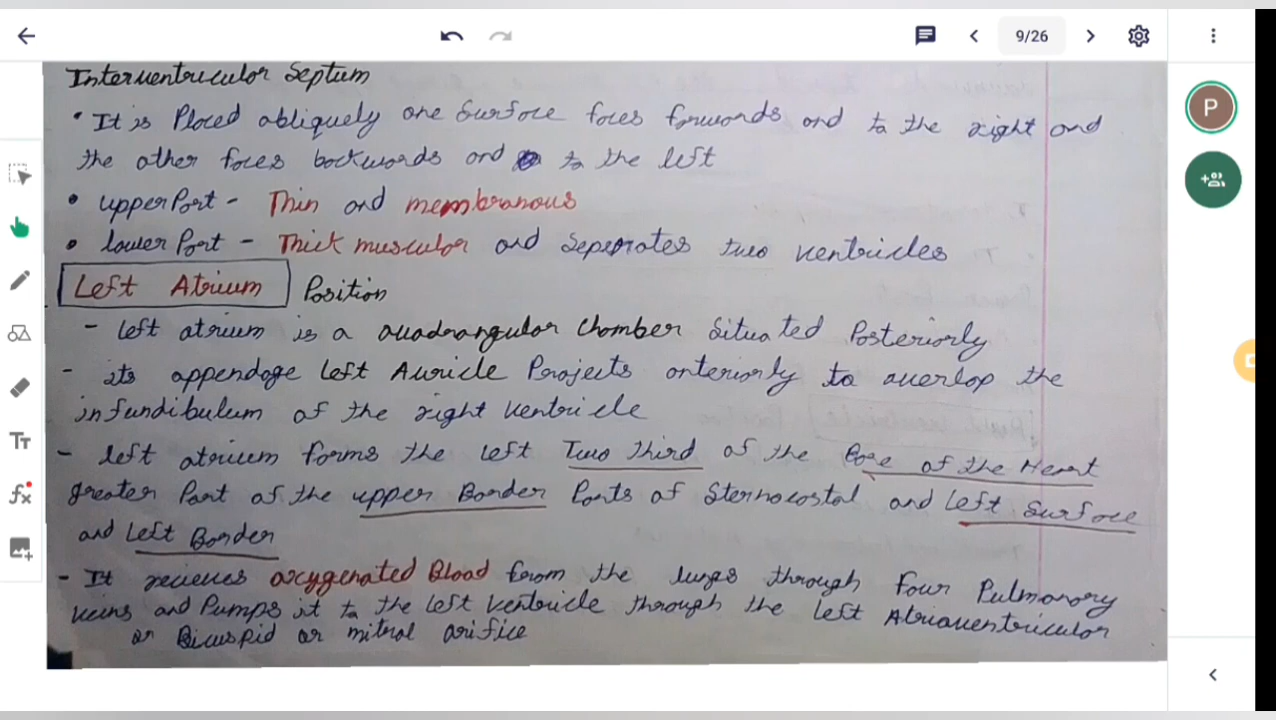 9/26
P
Interventricular Septum
• It is Placed obliquely one Surface faces forwards and to the right and
the other faces backwards and to the left
• upper Part - Thin and membranous
• lower Part - Thick muscular and Seperates two ventricles
Left Atrium Position
- left atrium is a quadrangular Chamber Situated Posteriorly
- its appendage left Auricle Projects anteriorly to overlap the
infundibulum of the right ventricle
- left atrium forms the left Two third of the Base of the Heart
greater Part of the upper Border Parts of Sternocostal and left Surface
and Left Border
- It recieves oxygenated Blood from the lungs through Four Pulmonary
Veins and Pumps it to the left Ventricle through the left Atrioventricular
or Bicuspid or mitral orifice
Tт
fx